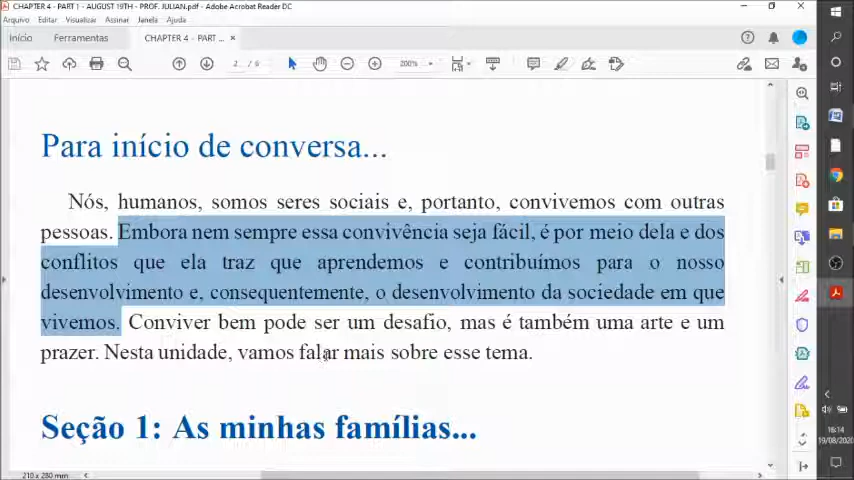 CHAPTER 4 - PART 1 - AUGUST 19TH - PROF. JULIAN.pdf - Adobe Acrobat Reader DC
Arquivo Editar Visualizar Assinar Janela Ajuda
Início Ferramentas CHAPTER 4 - PART ... ×
2 / 9 200%
Para início de conversa...
Nós, humanos, somos seres sociais e, portanto, convivemos com outras
pessoas. Embora nem sempre essa convivência seja fácil, é por meio dela e dos
conflitos que ela traz que aprendemos e contribuímos para o nosso
desenvolvimento e, consequentemente, o desenvolvimento da sociedade em que
vivemos. Conviver bem pode ser um desafio, mas é também uma arte e um
prazer. Nesta unidade, vamos falar mais sobre esse tema.
Seção 1: As minhas famílias...
210 x 280 mm
16:14
19/08/2020